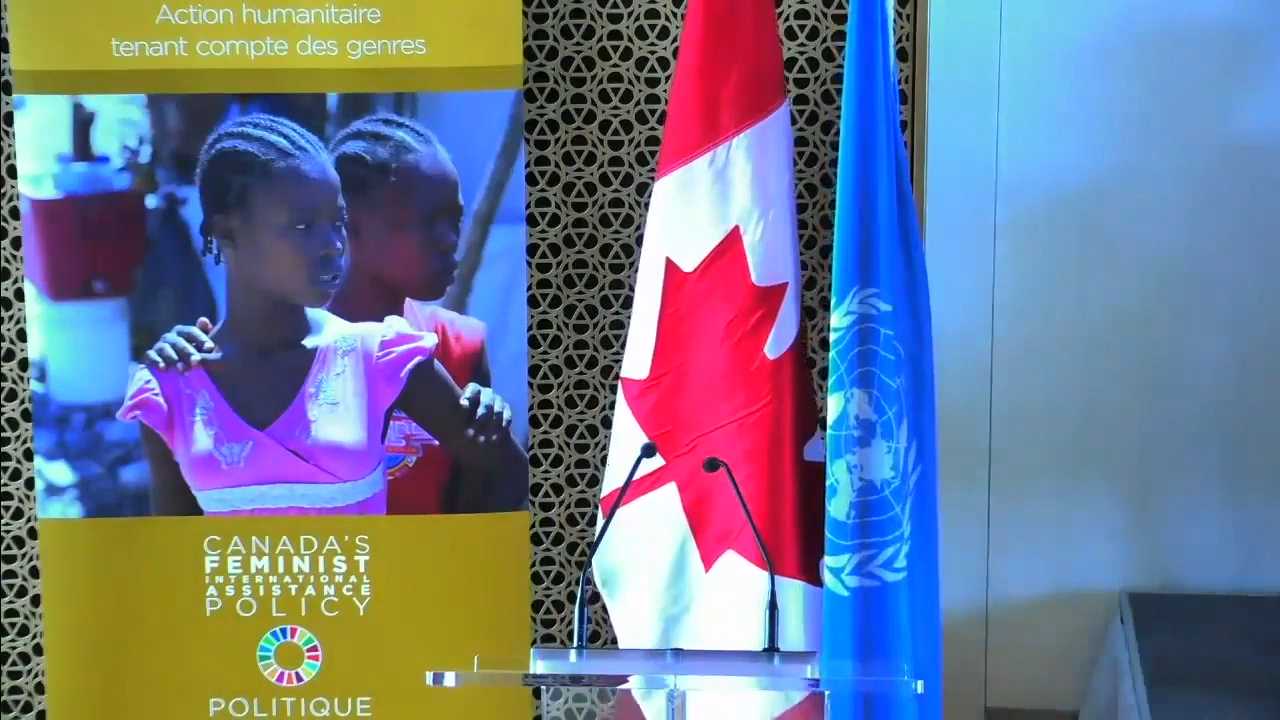 Action humanitaire
tenant compte des genres
CANADA'S
FEMINIST
INTERNATIONAL
ASSISTANCE
POLICY
POLITIQUE